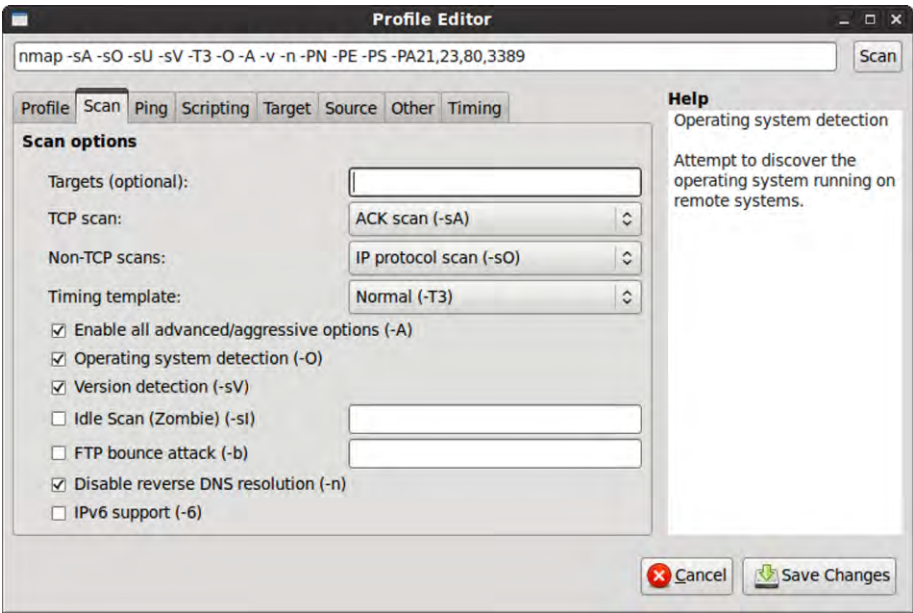 Profile Editor
nmap -sA -sO -sU -sV -T3 -O -A -v -n -PN -PE -PS -PA21,23,80,3389
Scan
Profile Scan Ping Scripting Target Source Other Timing
Scan options
Targets (optional):
TCP scan: ACK scan (-sA)
Non-TCP scans: IP protocol scan (-sO)
Timing template: Normal (-T3)
Enable all advanced/aggressive options (-A)
Operating system detection (-O)
Version detection (-sV)
Idle Scan (Zombie) (-sI)
FTP bounce attack (-b)
Disable reverse DNS resolution (-n)
IPv6 support (-6)
Help
Operating system detection
Attempt to discover the
operating system running on
remote systems.
Cancel Save Changes